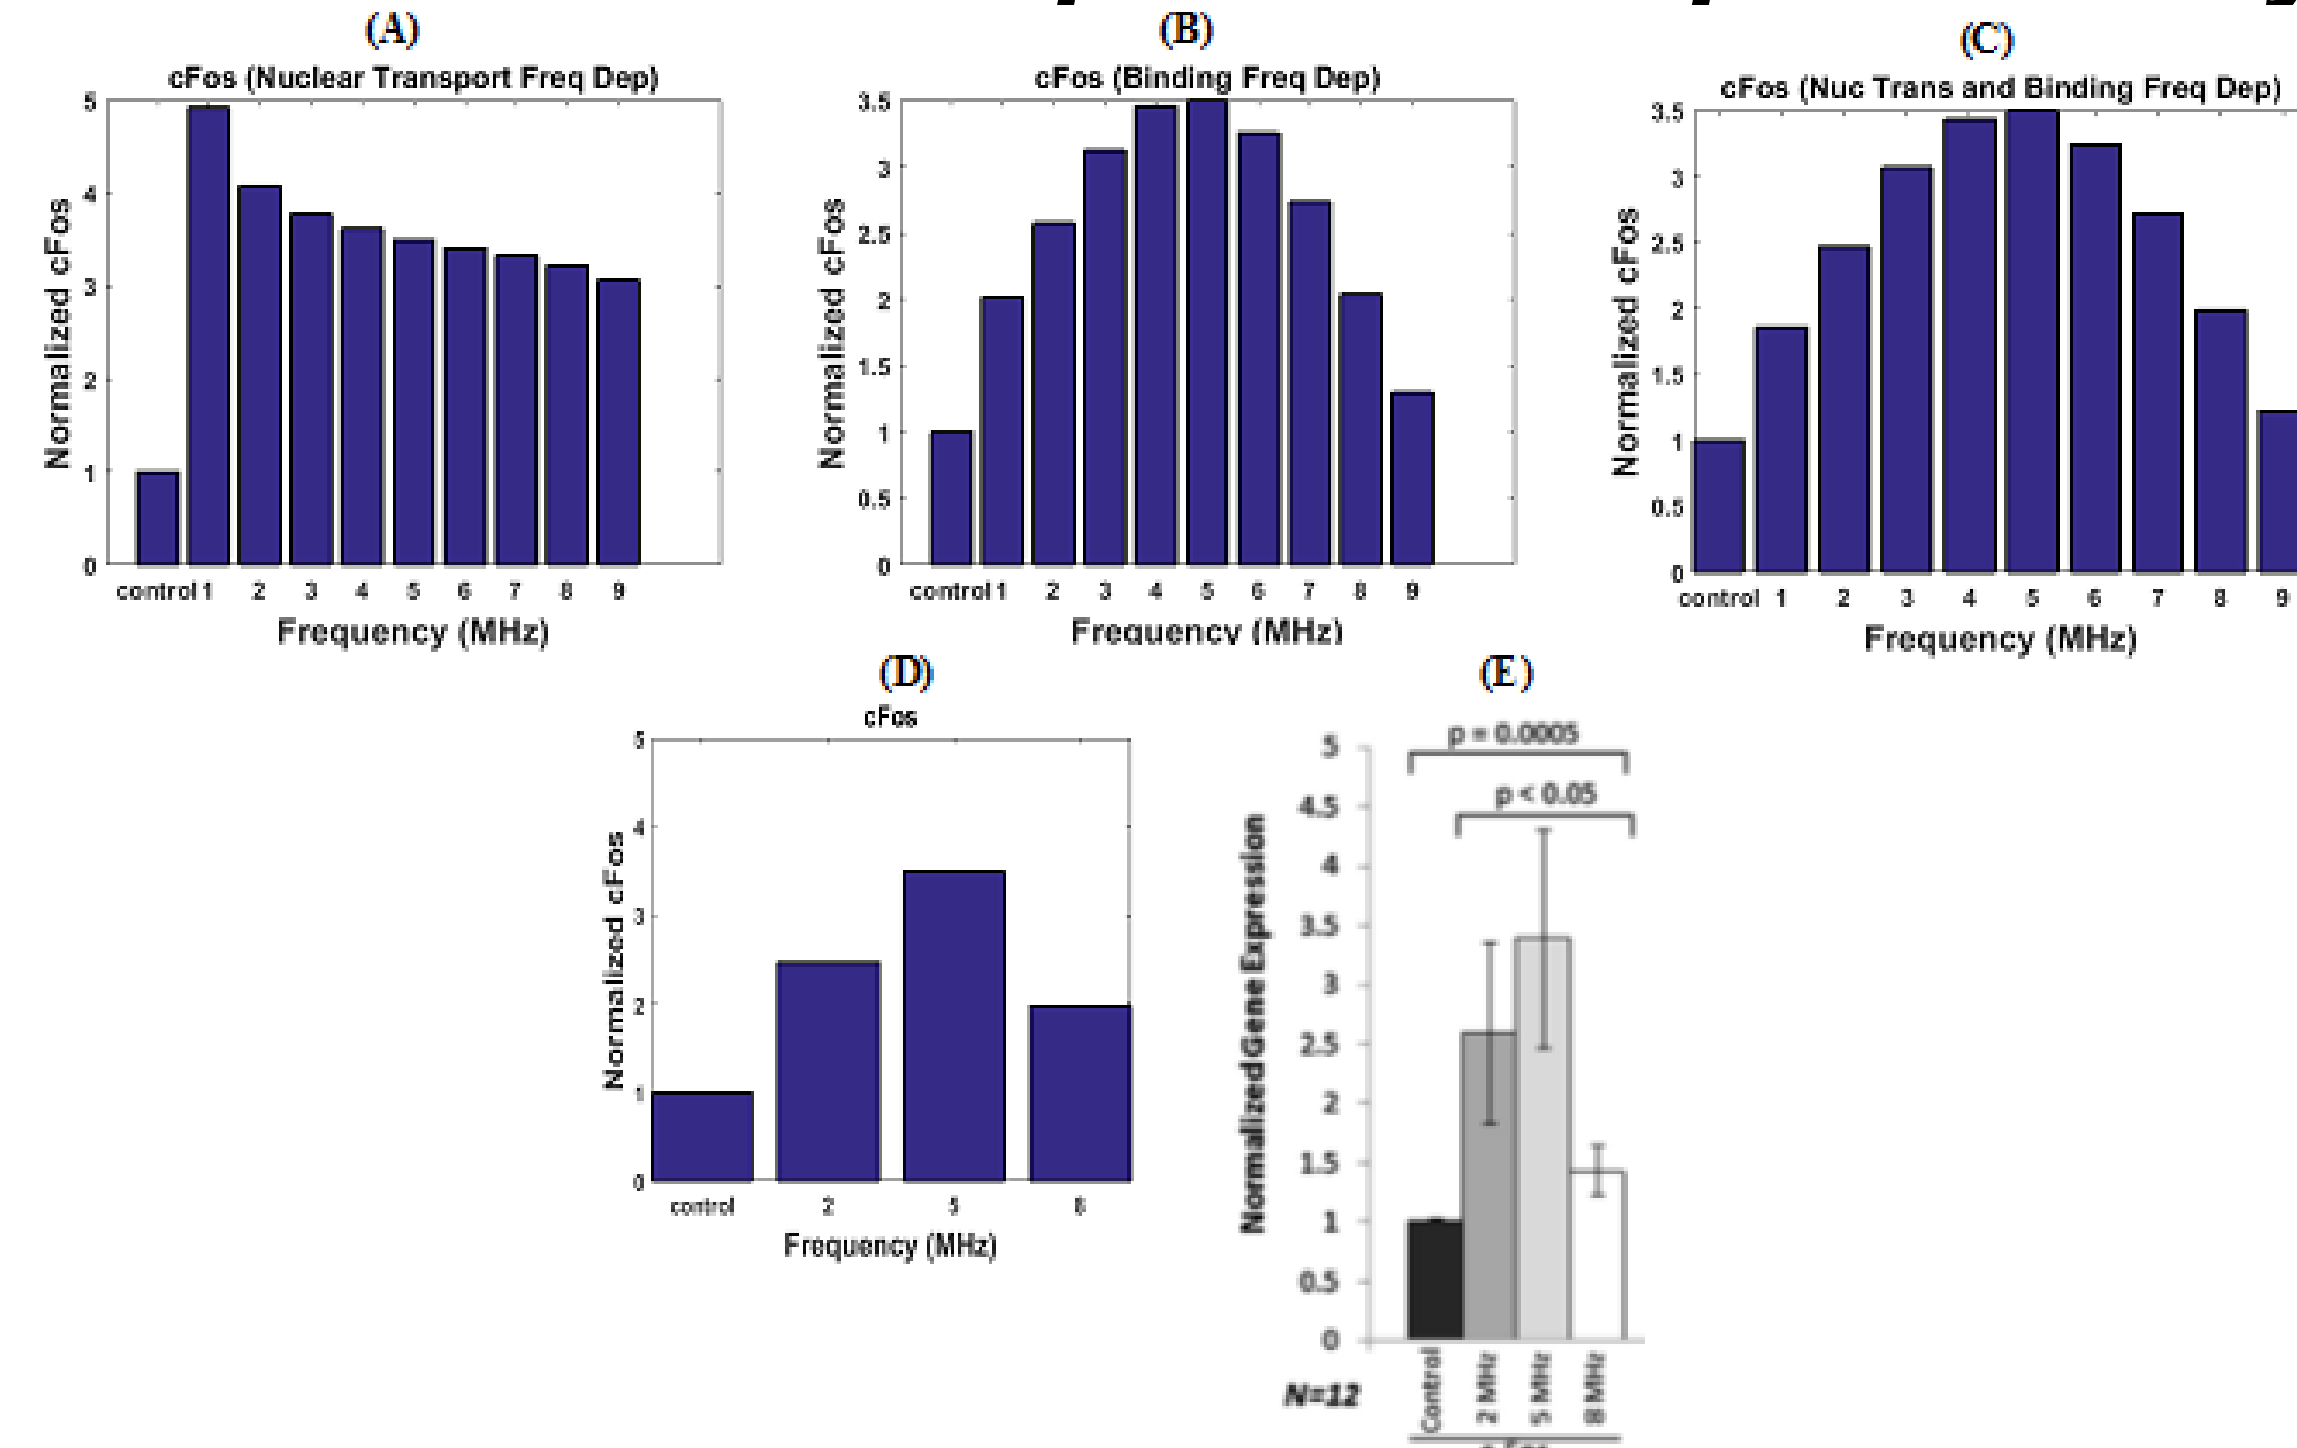 (A)
cFos (Nuclear Transport Freq Dep)
Normalized cFos
5
4
3
2
1
0
control 1 2 3 4 5 6 7 8 9
Frequency (MHz)
(B)
cFos (Binding Freq Dep)
Normalized cFos
3.5
3
2.5
2
1.5
1
0.5
0
control 1 2 3 4 5 6 7 8 9
Frequency (MHz)
(C)
cFos (Nuc Trans and Binding Freq Dep)
Normalized cFos
3.5
3
2.5
2
1.5
1
0.5
0
control 1 2 3 4 5 6 7 8 9
Frequency (MHz)
(D)
cFos
Normalized cFos
5
4
3
2
1
0
control 2 5 8
Frequency (MHz)
(E)
p = 0.0005
p < 0.05
Normalized Gene Expression
5
4.5
4
3.5
3
2.5
2
1.5
1
0.5
0
Control
2 MHz
5 MHz
8 MHz
N=12